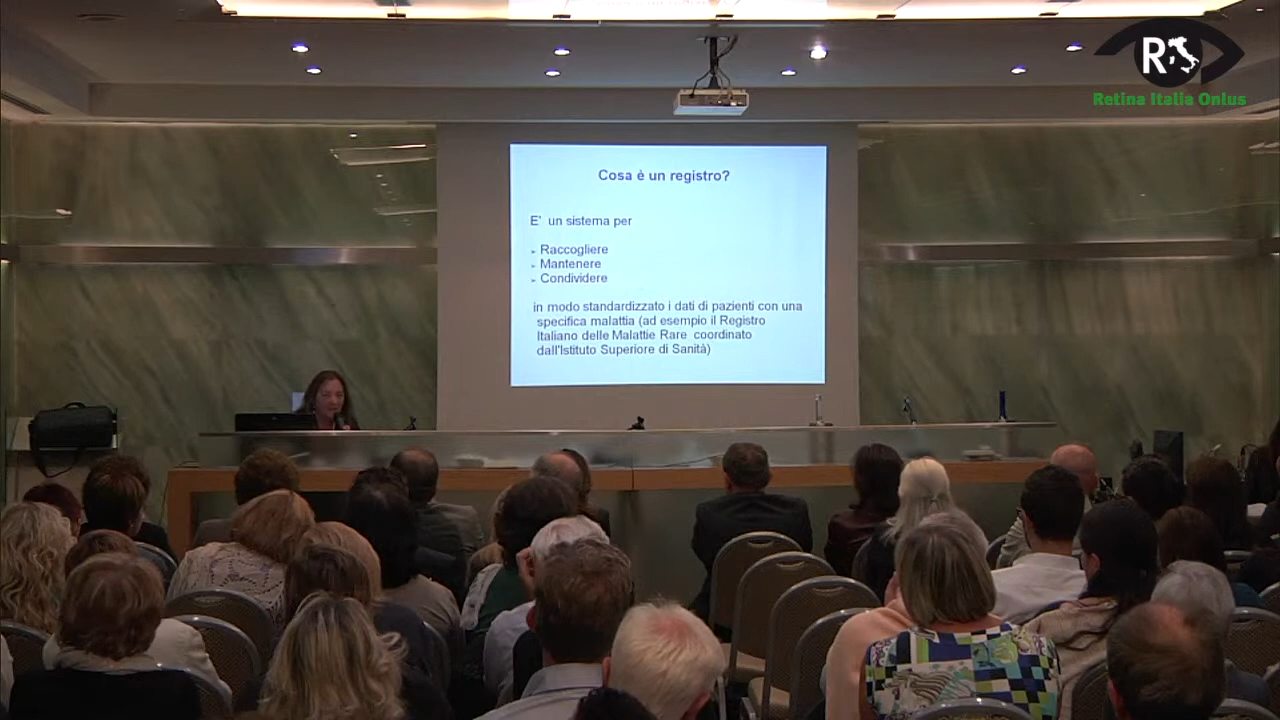 RI
Retina Italia Onlus
Cosa è un registro?
E' un sistema per
Raccogliere
Mantenere
Condividere
in modo standardizzato i dati di pazienti con una
specifica malattia (ad esempio il Registro
Italiano delle Malattie Rare coordinato
dall'Istituto Superiore di Sanità)